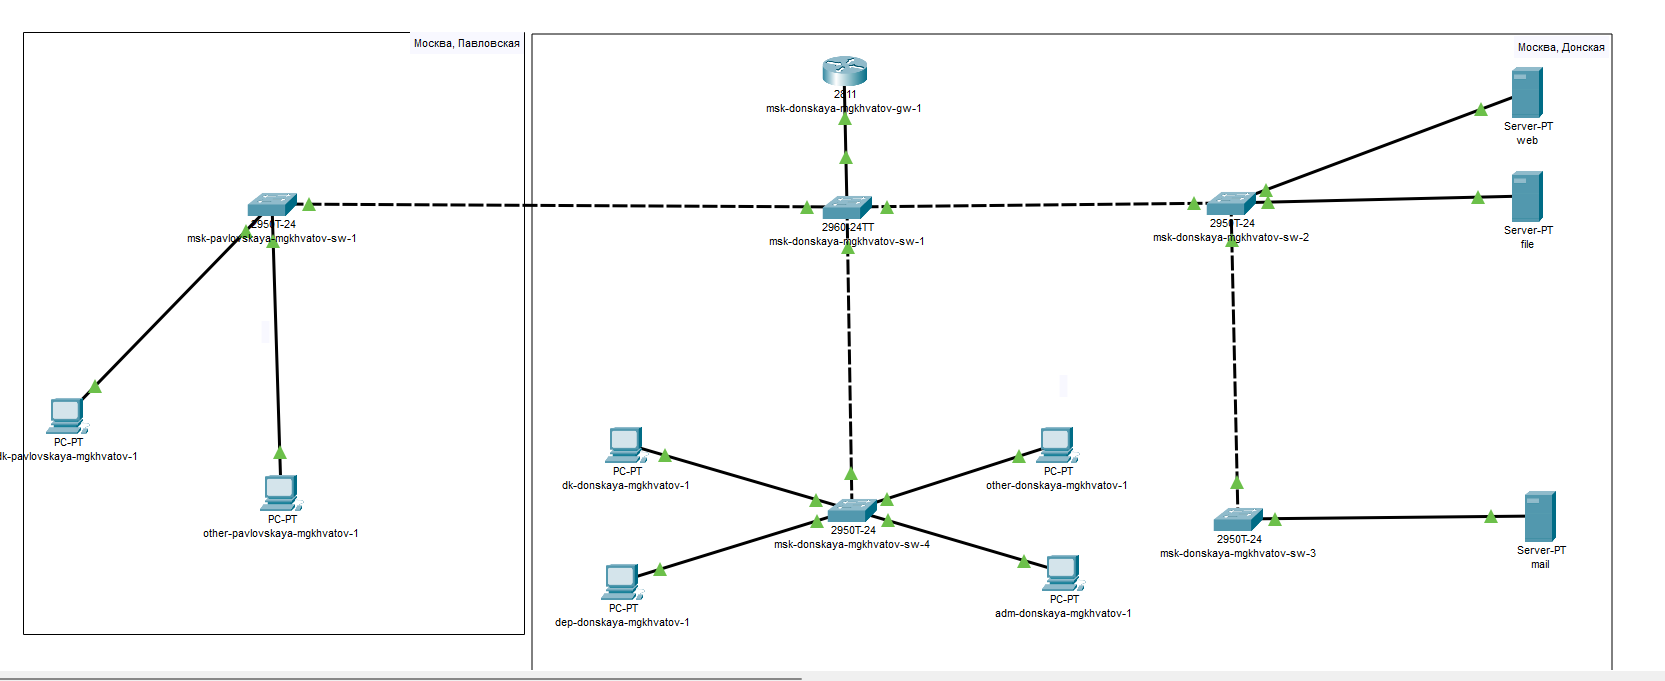 Москва, Павловская
Москва, Донская
2811
msk-donskaya-mgkhvatov-gw-1
Server-PT
web
2950T-24
msk-pavlovskaya-mgkhvatov-sw-1
2960-24TT
msk-donskaya-mgkhvatov-sw-1
2950T-24
msk-donskaya-mgkhvatov-sw-2
Server-PT
file
PC-PT
dk-pavlovskaya-mgkhvatov-1
PC-PT
other-pavlovskaya-mgkhvatov-1
PC-PT
dk-donskaya-mgkhvatov-1
PC-PT
other-donskaya-mgkhvatov-1
2950T-24
msk-donskaya-mgkhvatov-sw-4
2950T-24
msk-donskaya-mgkhvatov-sw-3
Server-PT
mail
PC-PT
dep-donskaya-mgkhvatov-1
PC-PT
adm-donskaya-mgkhvatov-1